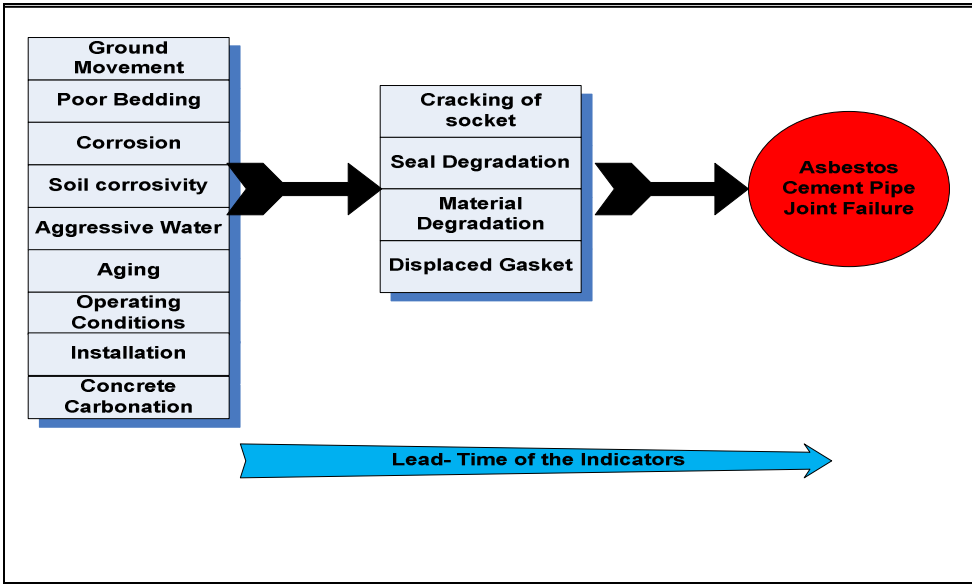 Ground
Movement
Poor Bedding
Corrosion
Soil corrosivity
Aggressive Water
Aging
Operating
Conditions
Installation
Concrete
Carbonation
Cracking of
socket
Seal Degradation
Material
Degradation
Displaced Gasket
Asbestos
Cement Pipe
Joint Failure
Lead- Time of the Indicators